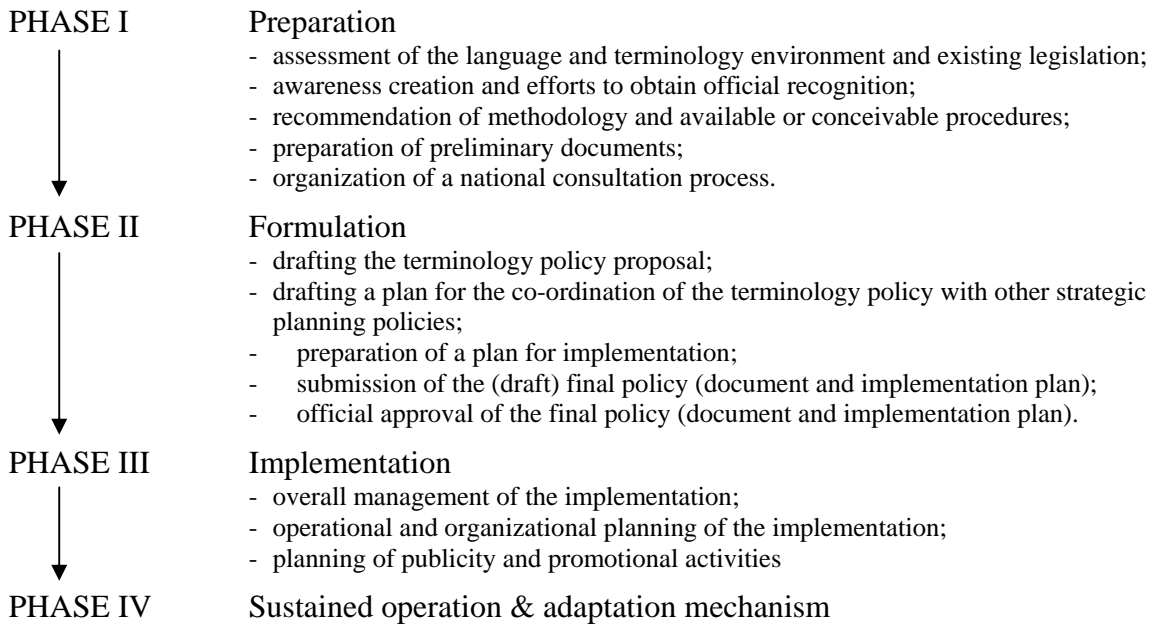 PHASE I Preparation
- assessment of the language and terminology environment and existing legislation;
- awareness creation and efforts to obtain official recognition;
- recommendation of methodology and available or conceivable procedures;
- preparation of preliminary documents;
- organization of a national consultation process.
PHASE II Formulation
- drafting the terminology policy proposal;
- drafting a plan for the co-ordination of the terminology policy with other strategic
planning policies;
- preparation of a plan for implementation;
- submission of the (draft) final policy (document and implementation plan);
- official approval of the final policy (document and implementation plan).
PHASE III Implementation
- overall management of the implementation;
- operational and organizational planning of the implementation;
- planning of publicity and promotional activities
PHASE IV Sustained operation & adaptation mechanism